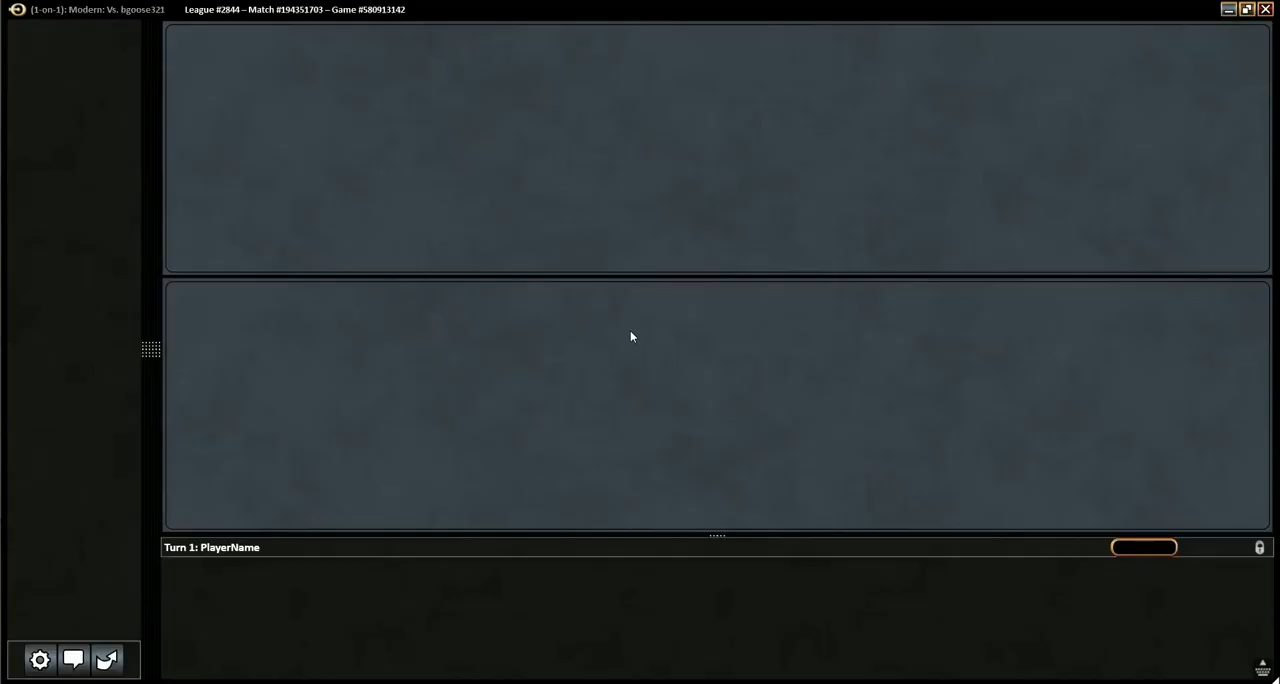 (1-on-1): Modern: Vs. bgoose321
League #2844 – Match #194351703 – Game #580913142
Turn 1: PlayerName